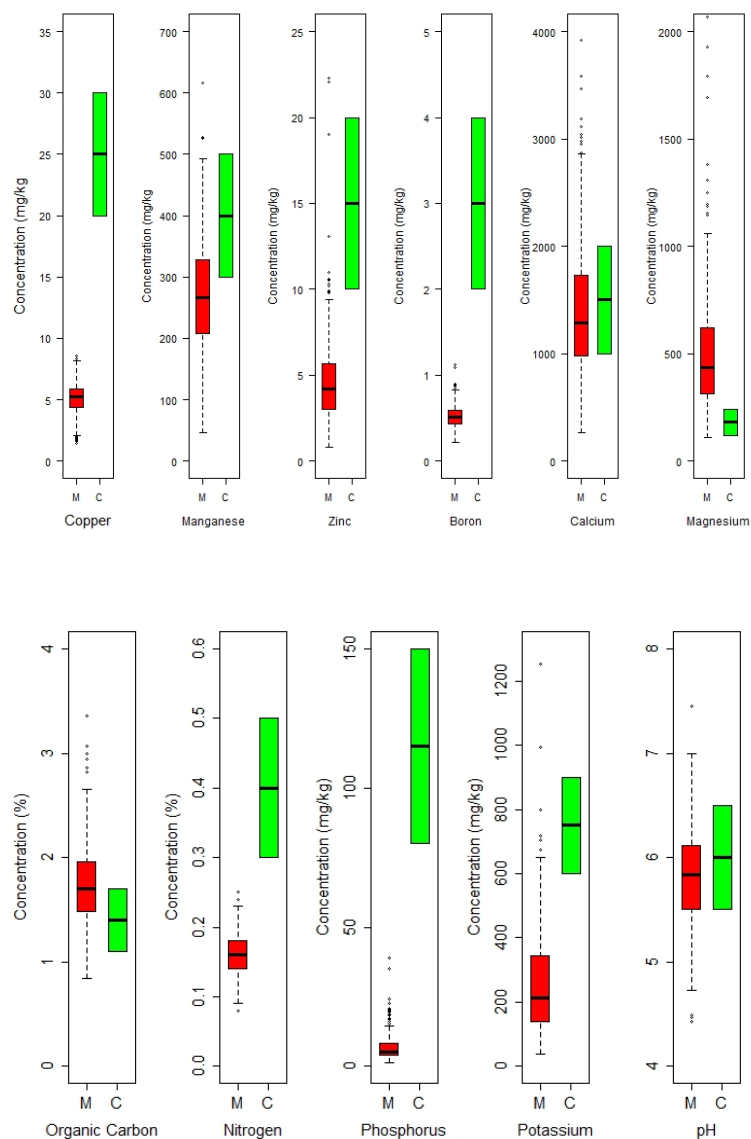 35
30
25
20
15
10
5
0
Concentration (mg/kg
M C
Copper
700
600
500
400
300
200
100
0
Concentration (mg/kg
M C
Manganese
25
20
15
10
5
0
Concentration (mg/kg)
M C
Zinc
5
4
3
2
1
0
Concentration (mg/kg)
M C
Boron
4000
3000
2000
1000
0
Concentration (mg/kg)
M C
Calcium
2000
1500
1000
500
0
Concentration (mg/kg)
M C
Magnesium
4
3
2
1
0
Concentration (%)
M C
Organic Carbon
0.6
0.5
0.4
0.3
0.2
0.1
0.0
Concentration (%)
M C
Nitrogen
150
100
50
0
Concentration (mg/kg)
M C
Phosphorus
1200
1000
800
600
400
200
0
Concentration (mg/kg)
M C
Potassium
8
7
6
5
4
M C
pH